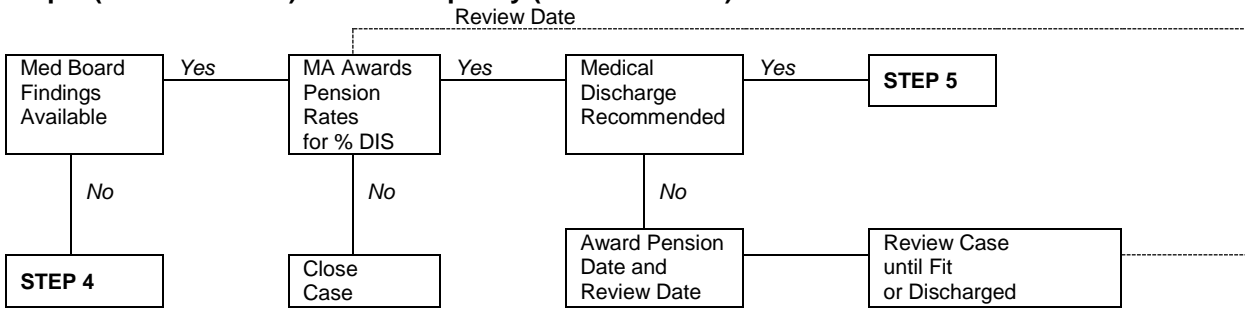 Review Date
Med Board
Findings
Available
Yes
MA Awards
Pension
Rates
for % DIS
Yes
Medical
Discharge
Recommended
Yes
STEP 5
No
No
No
STEP 4
Close
Case
Award Pension
Date and
Review Date
Review Case
until Fit
or Discharged